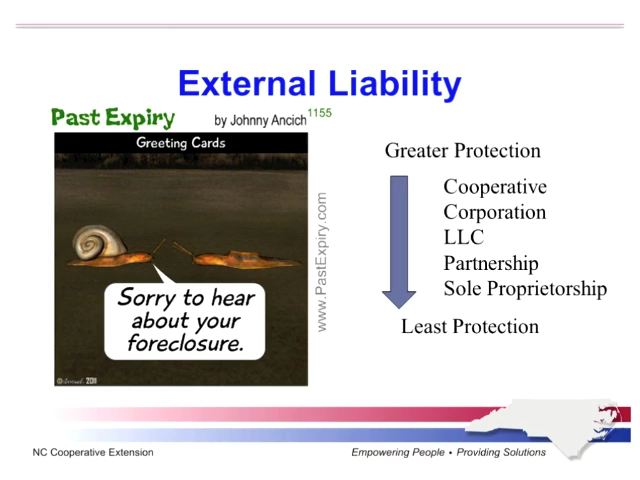 External Liability
Past Expiry
by Johnny Ancich
1155
Greeting Cards
Sorry to hear
about your
foreclosure.
2011
www.PastExpiry.com
Greater Protection
Cooperative
Corporation
LLC
Partnership
Sole Proprietorship
Least Protection
NC Cooperative Extension
Empowering People • Providing Solutions